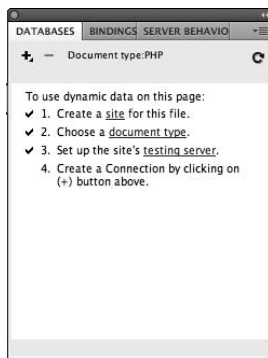 DATABASES BINDINGS SERVER BEHAVIO
Document type:PHP
To use dynamic data on this page:
✔ 1. Create a site for this file.
✔ 2. Choose a document type.
✔ 3. Set up the site's testing server.
4. Create a Connection by clicking on
(+) button above.